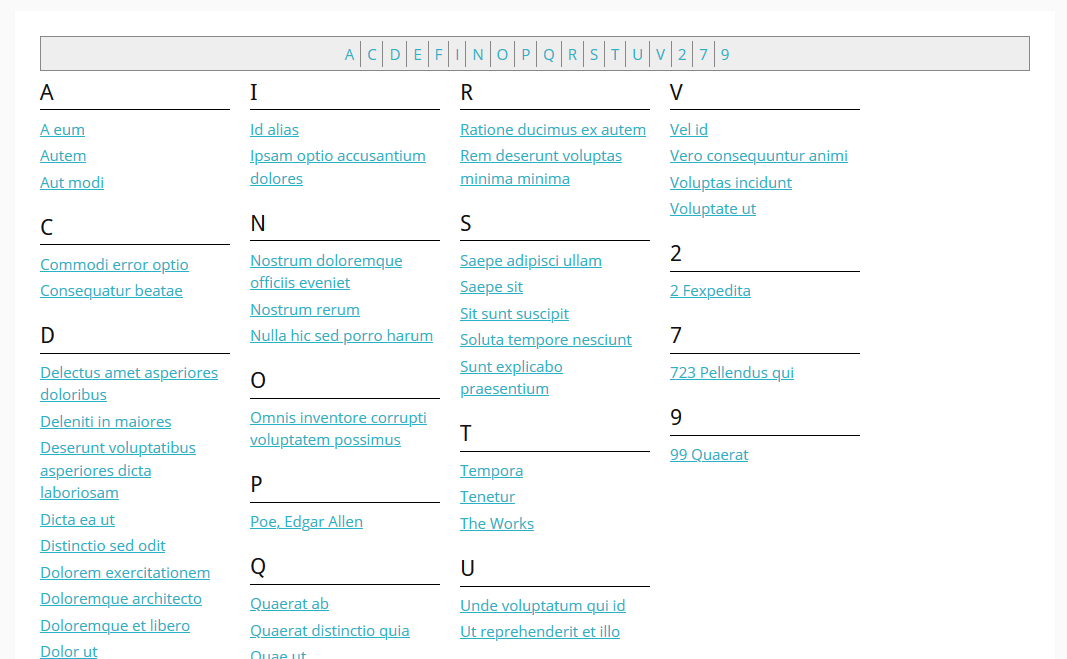 A C D E F I N O P Q R S T U V 2 7 9
A
A eum
Autem
Aut modi
C
Commodi error optio
Consequatur beatae
D
Delectus amet asperiores
doloribus
Deleniti in maiores
Deserunt voluptatibus
asperiores dicta
laboriosam
Dicta ea ut
Distinctio sed odit
Dolorem exercitationem
Doloremque architecto
Doloremque et libero
Dolor ut
I
Id alias
Ipsam optio accusantium
dolores
N
Nostrum doloremque
officiis eveniet
Nostrum rerum
Nulla hic sed porro harum
O
Omnis inventore corrupti
voluptatem possimus
P
Poe, Edgar Allen
Q
Quaerat ab
Quaerat distinctio quia
Quae ut
R
Ratione ducimus ex autem
Rem deserunt voluptas
minima minima
S
Saepe adipisci ullam
Saepe sit
Sit sunt suscipit
Soluta tempore nesciunt
Sunt explicabo
praesentium
T
Tempora
Tenetur
The Works
U
Unde voluptatum qui id
Ut reprehenderit et illo
V
Vel id
Vero consequuntur animi
Voluptas incidunt
Voluptate ut
2
2 Fexpedita
7
723 Pellendus qui
9
99 Quaerat